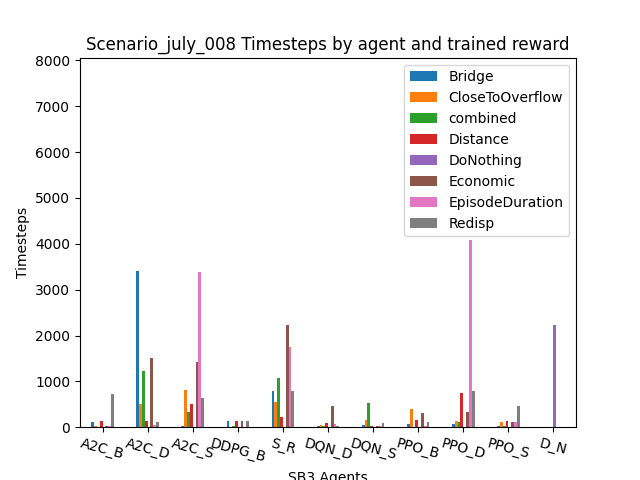 Scenario_july_008 Timesteps by agent and trained reward
8000
7000
6000
5000
4000
3000
2000
1000
0
Timesteps
Bridge
CloseToOverflow
combined
Distance
DoNothing
Economic
EpisodeDuration
Redisp
A2C_B
A2C_D
A2C_S
DDPG_B
S_R
DQN_D
DQN_S
PPO_B
PPO_D
PPO_S
D_N
SB3 Agents